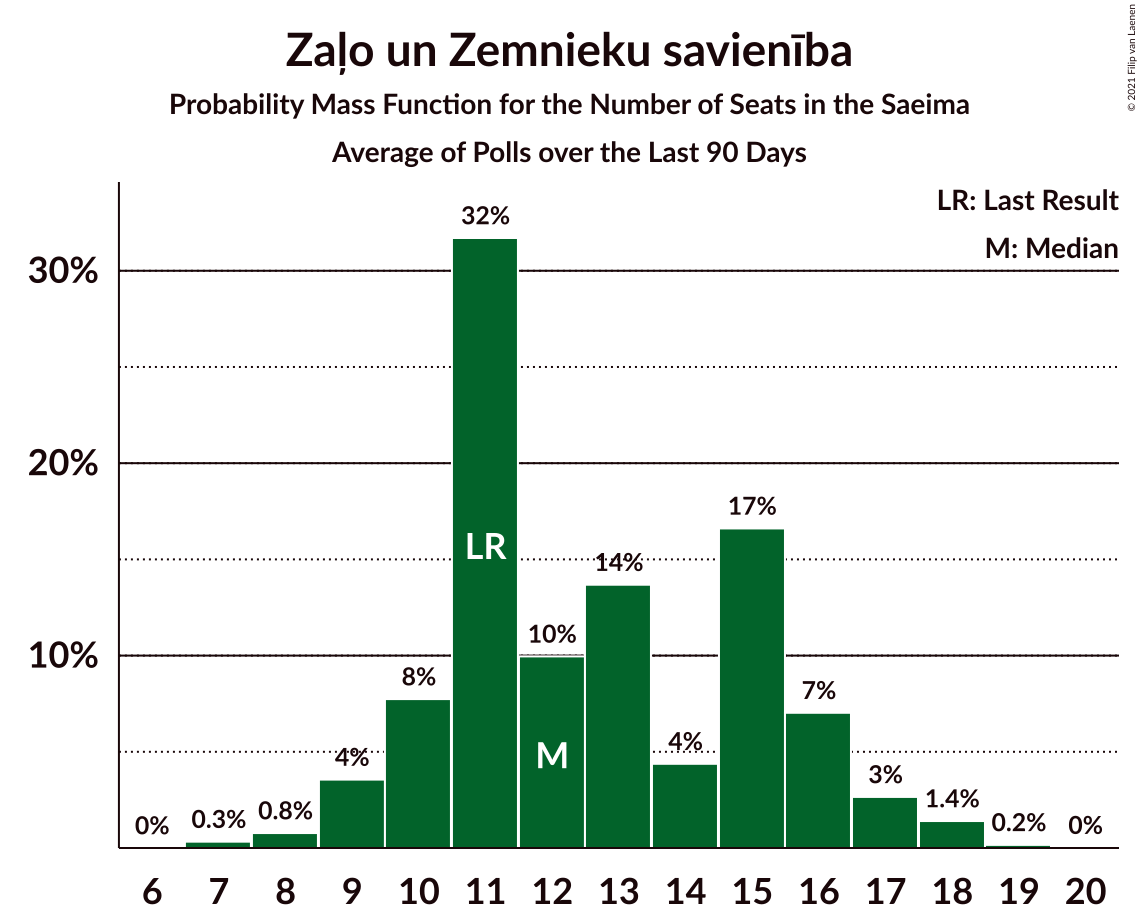 Zaļo un Zemnieku savienība
Probability Mass Function for the Number of Seats in the Saeima
Average of Polls over the Last 90 Days
© 2021 Filip van Laenen
LR: Last Result
M: Median
30%
20%
10%
0%
0.3%
0.8%
4%
8%
32%
10%
14%
4%
17%
7%
3%
1.4%
0.2%
0%
LR
M
6 7 8 9 10 11 12 13 14 15 16 17 18 19 20